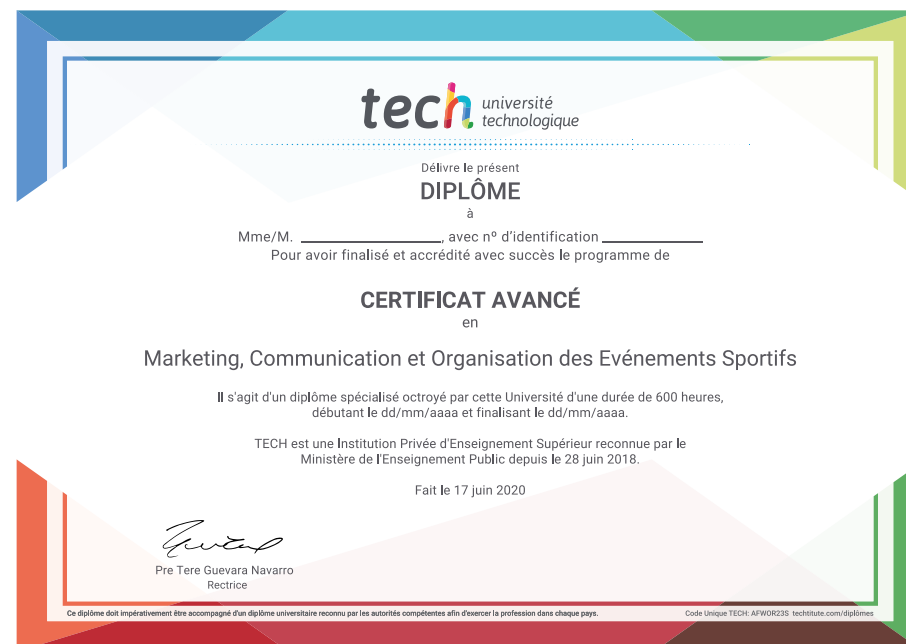 tech université
technologique
Délivre le présent
DIPLÔME
à
Mme/M. ____________________, avec nº d'identification ______________
Pour avoir finalisé et accrédité avec succès le programme de
CERTIFICAT AVANCÉ
en
Marketing, Communication et Organisation des Evénements Sportifs
Il s'agit d'un diplôme spécialisé octroyé par cette Université d'une durée de 600 heures,
débutant le dd/mm/aaaa et finalisant le dd/mm/aaaa.
TECH est une Institution Privée d'Enseignement Supérieur reconnue par le
Ministère de l'Enseignement Public depuis le 28 juin 2018.
Fait le 17 juin 2020
Pre Tere Guevara Navarro
Rectrice
Ce diplôme doit impérativement être accompagné d'un diplôme universitaire reconnu par les autorités compétentes afin d'exercer la profession dans chaque pays.
Code Unique TECH: AFWOR23S techtitute.com/diplômes